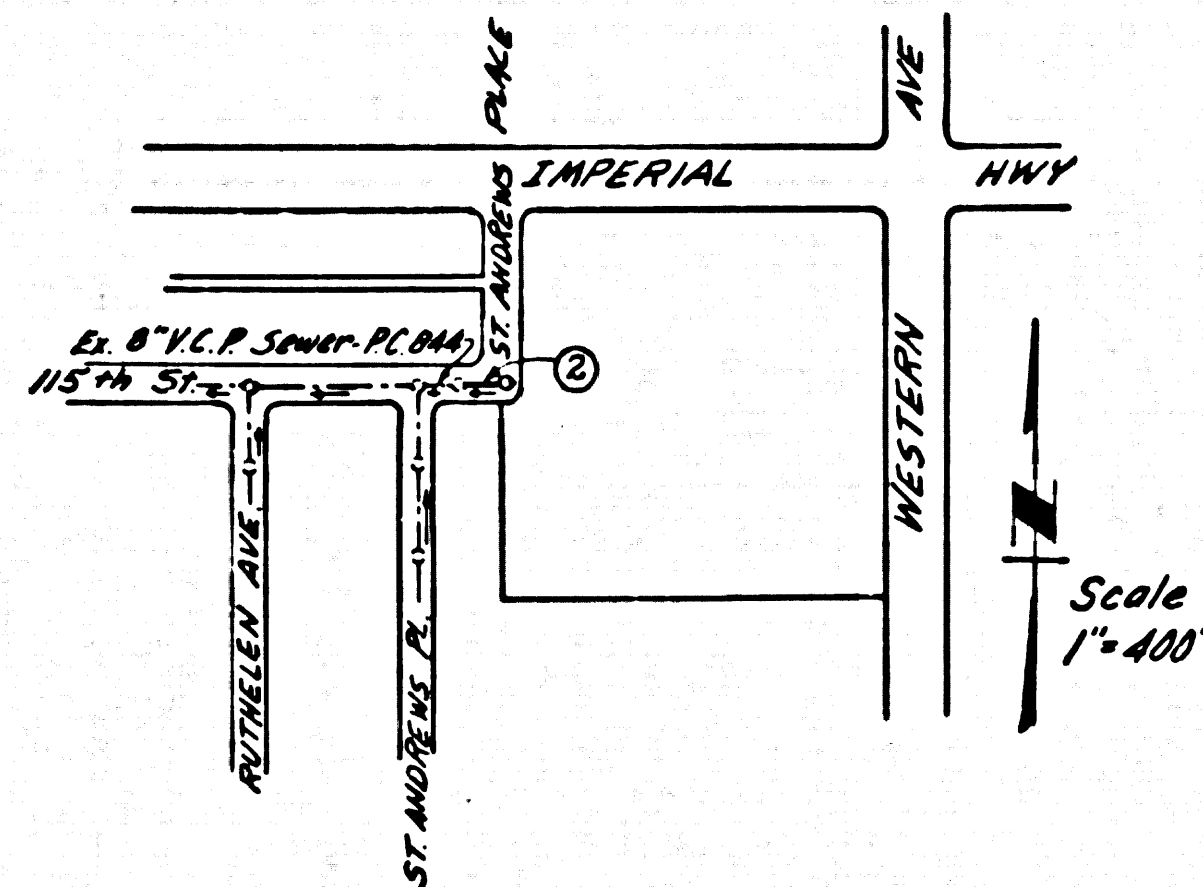 ST. ANDREWS PLACE
AVE
IMPERIAL HWY
Ex. 8" V.C.P. Sewer-P.C. 844
115th St.
2
WESTERN
RUTHELEN AVE.
ST. ANDREWS PL.
N
Scale
1"=400'